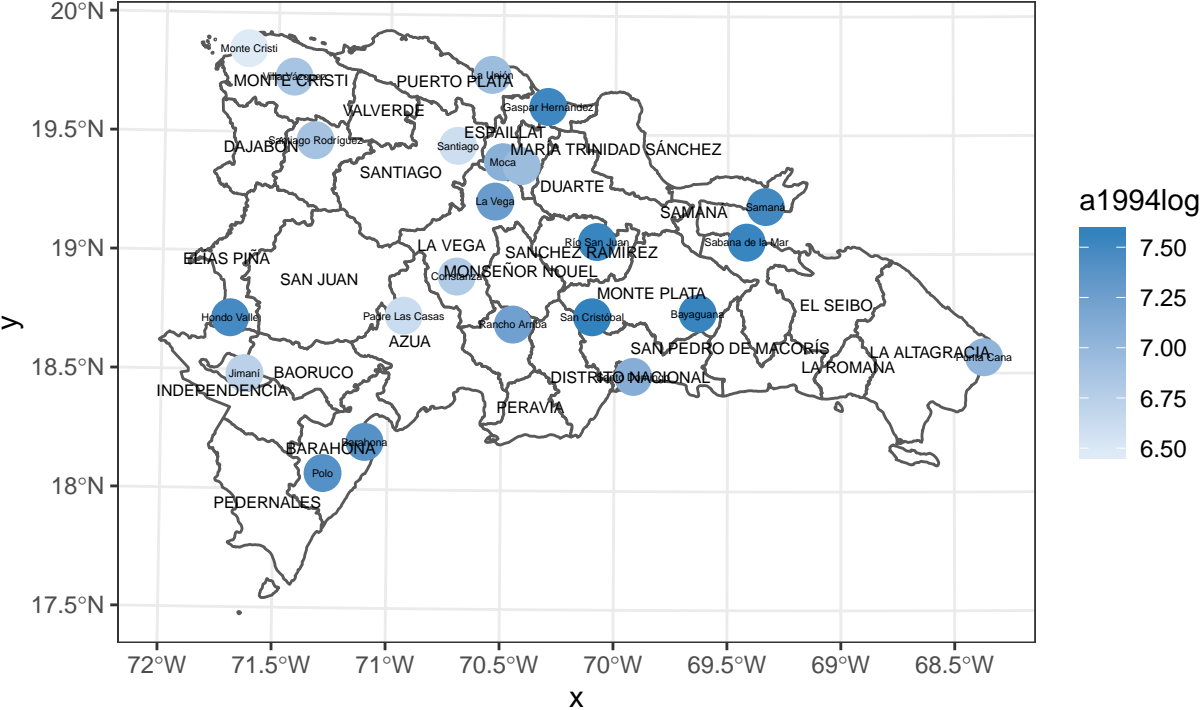 20°N
19.5°N
19°N
18.5°N
18°N
17.5°N
y
Monte Cristi
MONTE CRISTI
La Unión
PUERTO PLATA
Gaspar Hernández
VALVERDE
ESPAILLAT
Santiago Rodríguez
DAJABÓN
Santiago
MARÍA TRINIDAD SÁNCHEZ
Moca
SANTIAGO
DUARTE
La Vega
Samaná
SAMANÁ
LA VEGA
Río San Juan
Sabana de la Mar
SÁNCHEZ RAMÍREZ
ELÍAS PIÑA
MONSEÑOR NOUEL
Constanza
SAN JUAN
MONTE PLATA
EL SEIBO
Hondo Valle
Padre Las Casas
Rancho Arriba
San Cristóbal
Bayaguana
AZUA
SAN PEDRO DE MACORÍS
LA ALTAGRACIA
Punta Cana
LA ROMANA
Jimaní
BAORUCO
DISTRITO NACIONAL
INDEPENDENCIA
PERAVIA
Barahona
BARAHONA
Polo
PEDERNALES
72°W
71.5°W
71°W
70.5°W
70°W
69.5°W
69°W
68.5°W
x
a1994log
7.50
7.25
7.00
6.75
6.50